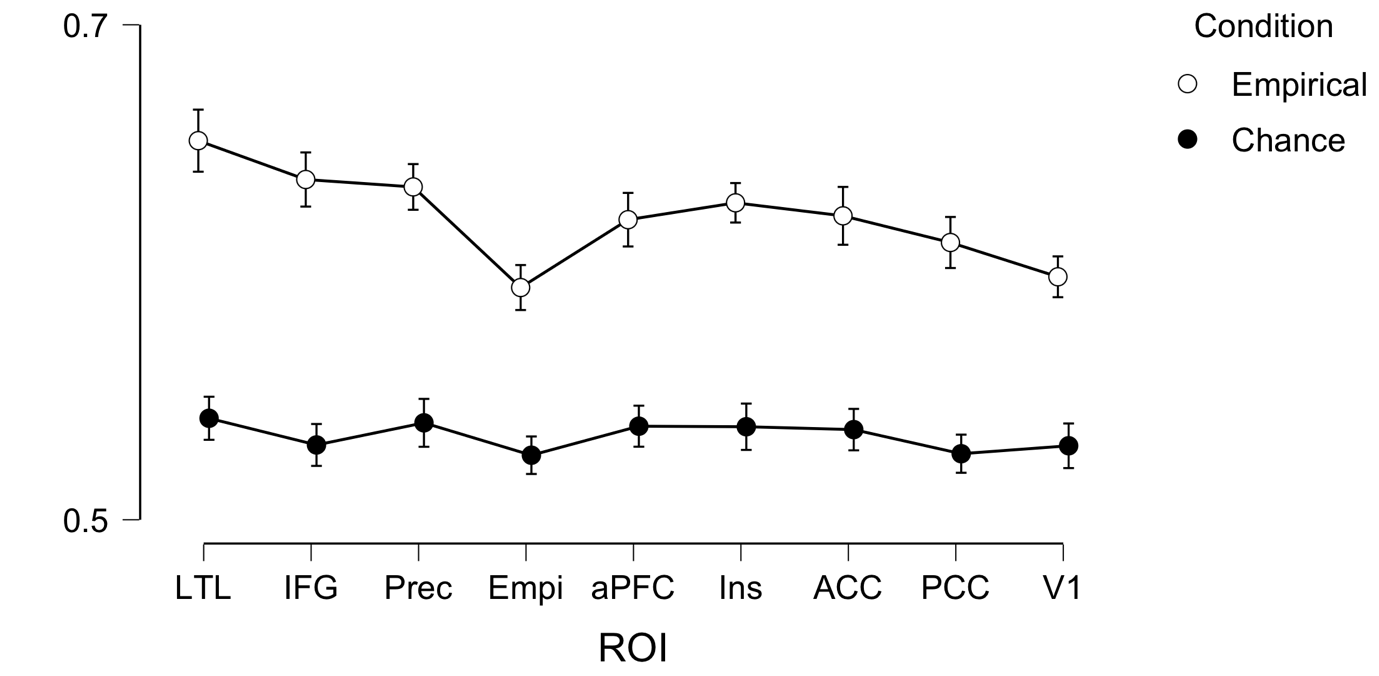 0.7
0.5
LTL IFG Prec Empi aPFC Ins ACC PCC V1
ROI
Condition
Empirical
Chance